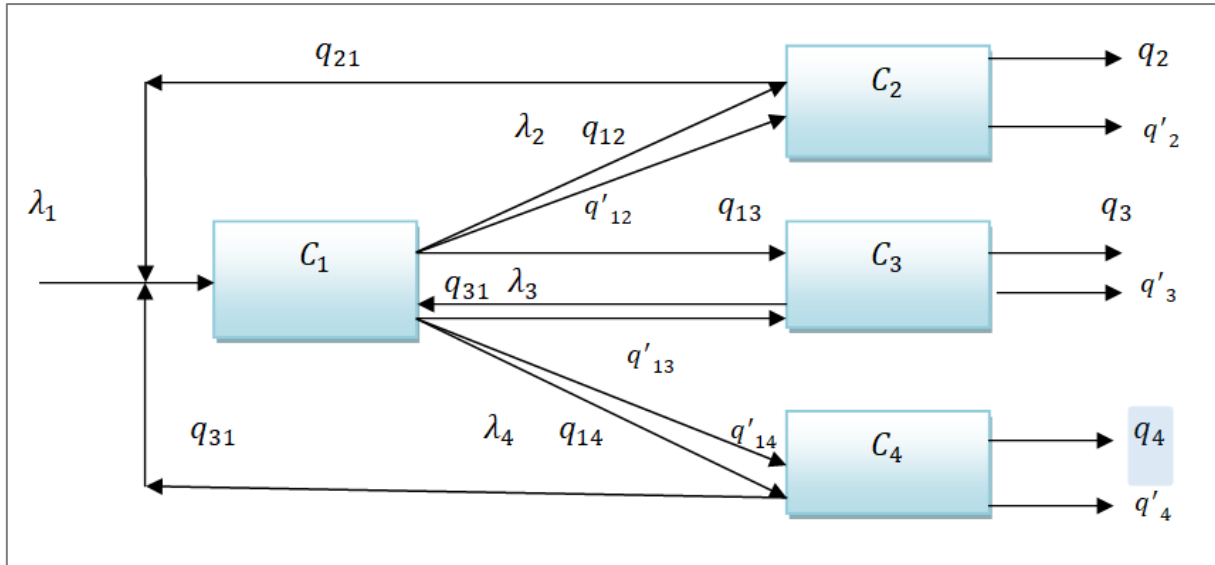 q₂₁ q₂
C₂
λ₂ q₁₂ q′₂
λ₁ q′₁₂ q₁₃ q₃
C₁ C₃
q₃₁ λ₃ q′₃
q′₁₃
q₃₁ λ₄ q₁₄ q′₁₄ C₄ q₄
q′₄